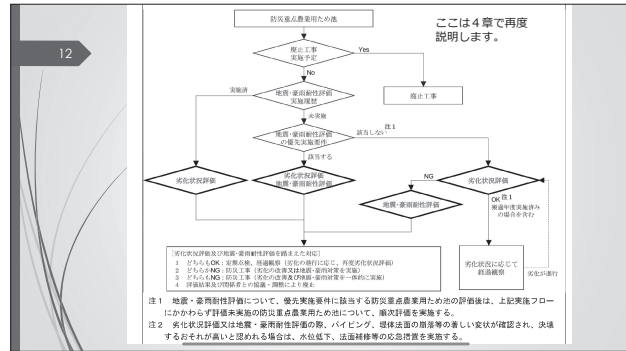 12
ここは４章で再度
説明します。
防災重点農業用ため池
廃止工事
実施予定
Yes
No
廃止工事
実施済
地震・豪雨耐性評価
実施履歴
未実施
注1
該当しない
地震・豪雨耐性評価
の優先実施要件
該当する
劣化状況評価
劣化状況評価
地震・豪雨耐性評価
NG
劣化状況評価
地震・豪雨耐性評価
OK 注1
※過年度実施済み
の場合を含む
劣化状況に応じて
経過観察
劣化が進行
[劣化状況評価及び地震・豪雨耐性評価を踏まえた対応]
1 どちらもOK：定期点検、経過観察（劣化の進行に応じ、再度劣化状況評価）
2 どちらかNG：防災工事（劣化の改善又は地震・豪雨対策を実施）
3 どちらもNG：防災工事（劣化の改善及び地震・豪雨対策を一体的に実施）
4 評価結果及び関係者との協議・調整により廃止
注１ 地震・豪雨耐性評価について、優先実施要件に該当する防災重点農業用ため池の評価後は、上記実施フロー
にかかわらず評価未実施の防災重点農業用ため池について、順次評価を実施する。
注２ 劣化状況評価又は地震・豪雨耐性評価の際、パイピング、堤体法面の崩落等の著しい変状が確認され、決壊
するおそれが高いと認められる場合は、水位低下、法面補修等の応急措置を実施する。